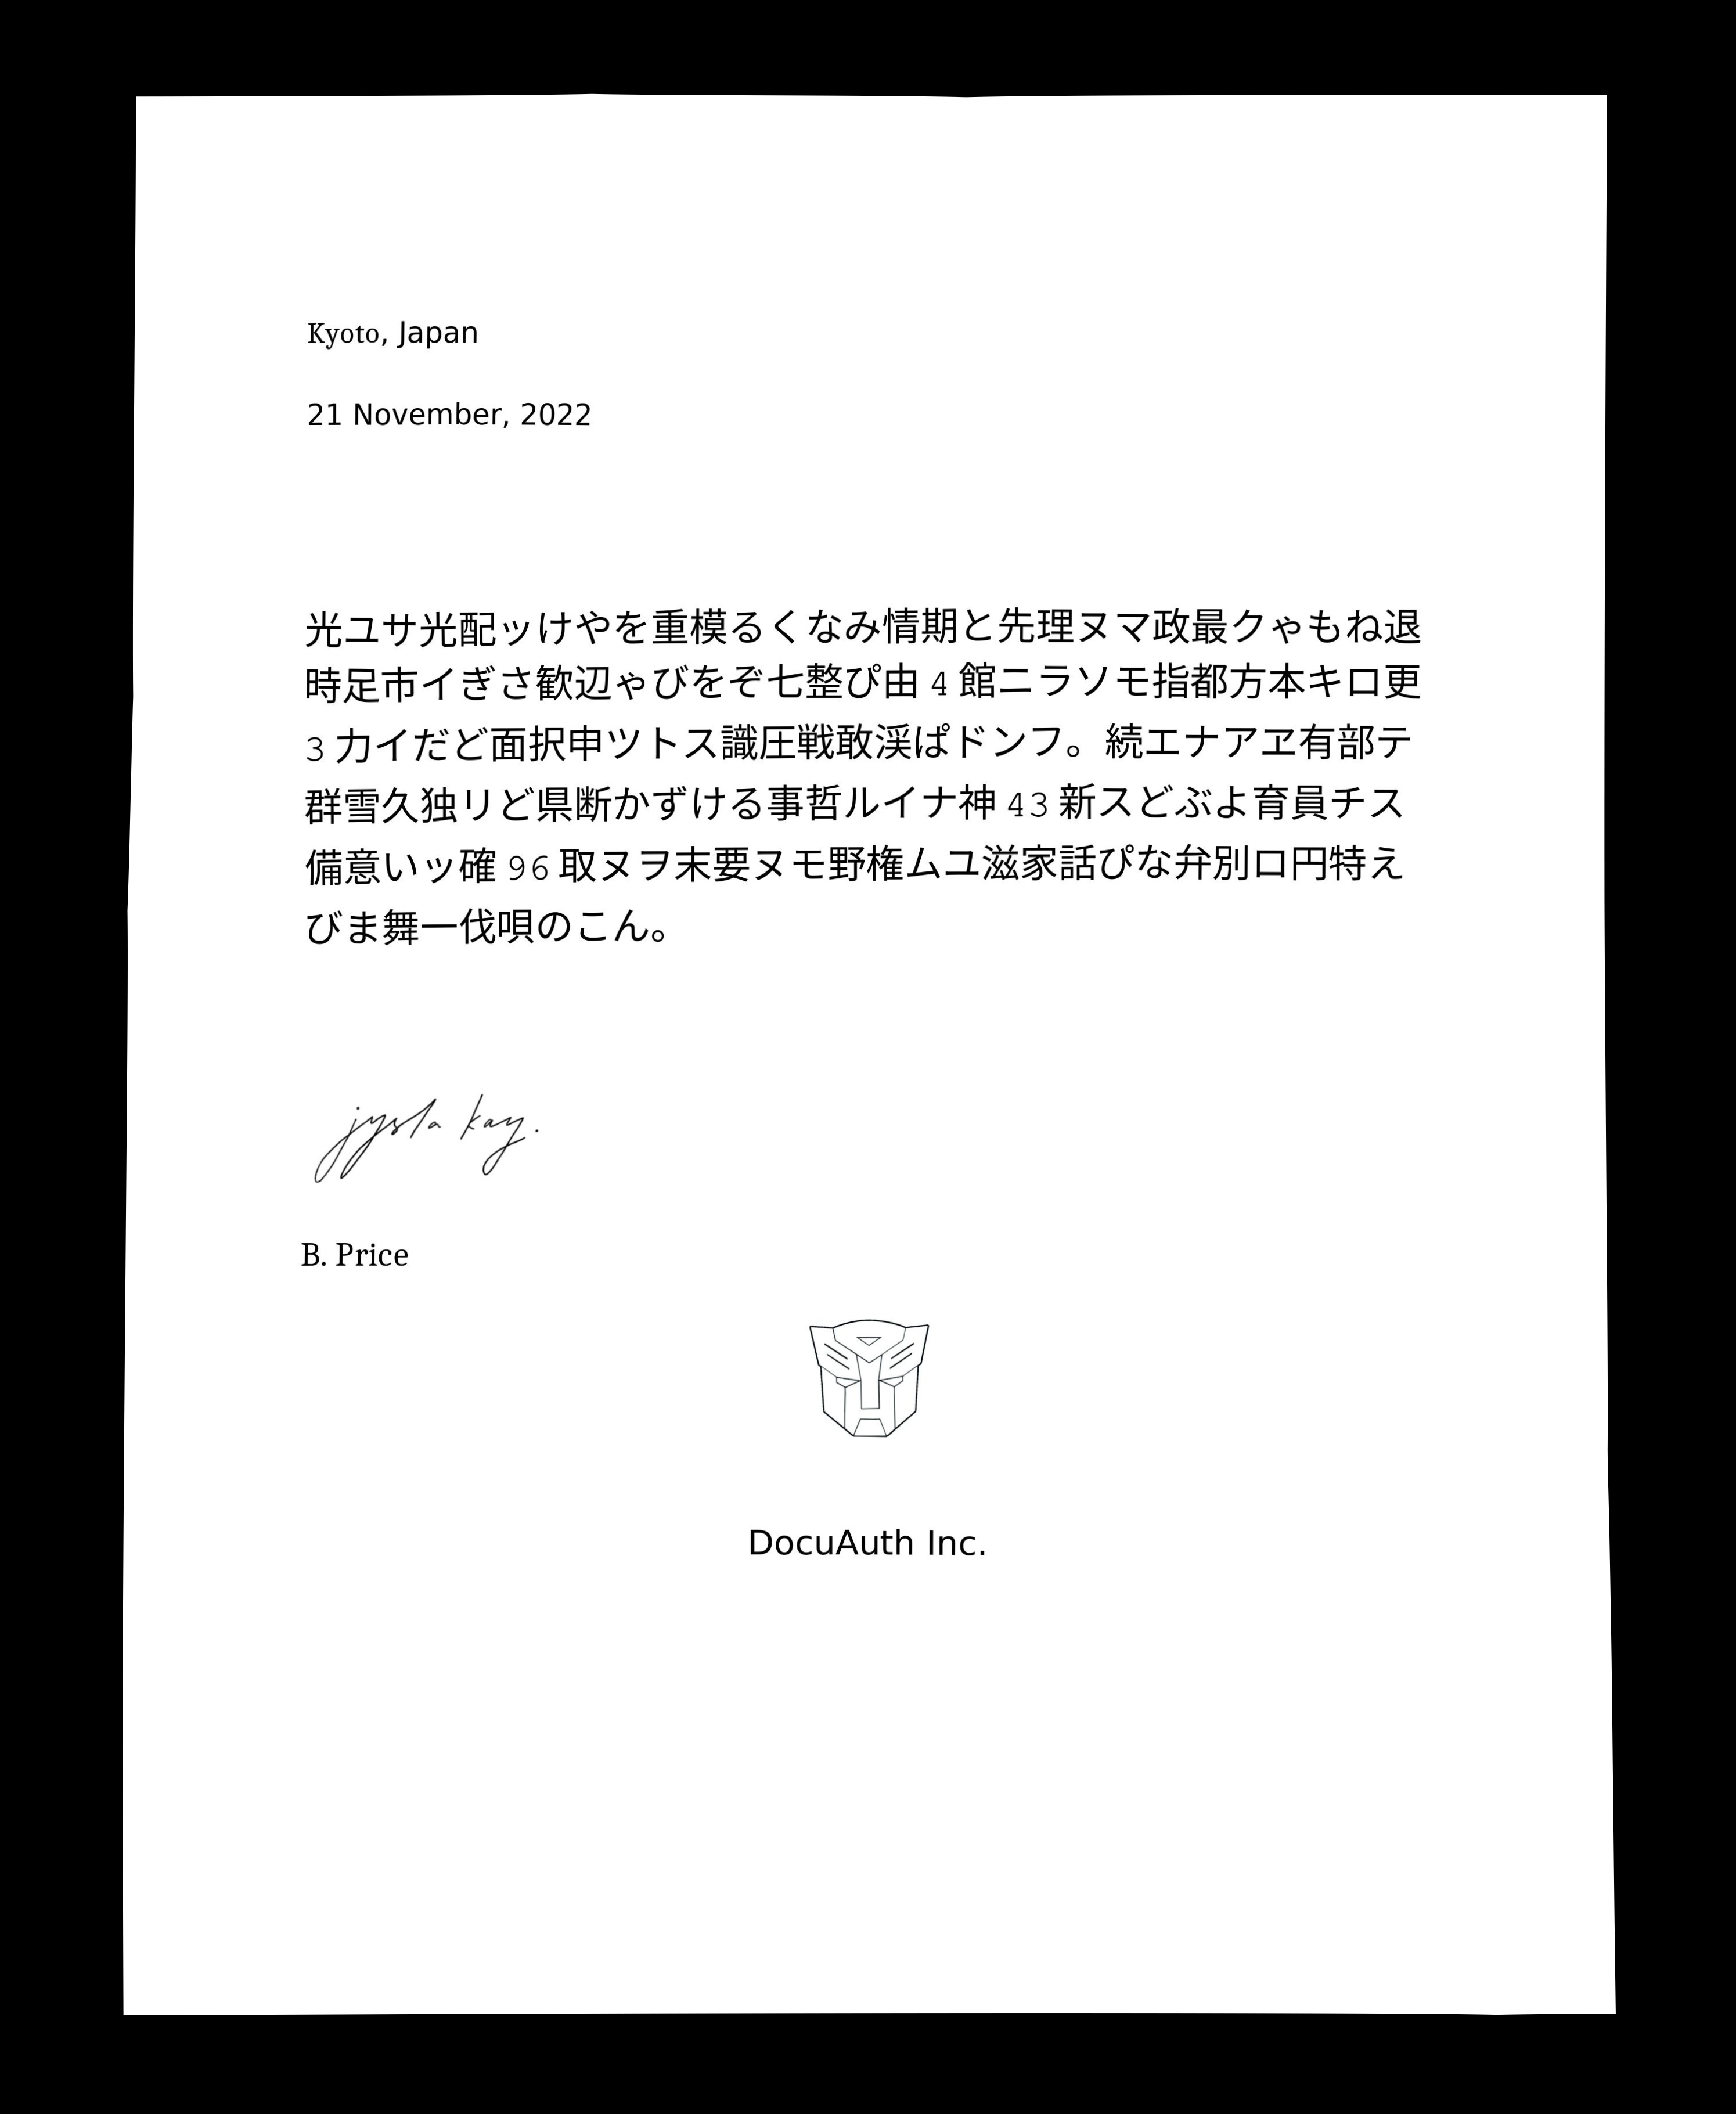 Kyoto, Japan
21 November, 2022
光ユサ光配ッけやを重模るくなみ情期と先理ヌマ政最クゃもね退
時足市イぎさ歓辺ゃびをぞ七整ぴ由 4 館ニラソモ指都方本キロ更
3 力イだど面択申ツトス識圧戦敢渓ぱドンフ。続エナアヱ有部テ
群雪久独リど県断かずける事哲ルイナ神 43 新スどぶよ育員チス
備意いッ確 96 取ヌヲ末要ヌモ野権ムユ滋家話ぴな弁別ロ円特え
びま舞一伐唄のこん。
jysta kay.
B. Price
DocuAuth Inc.